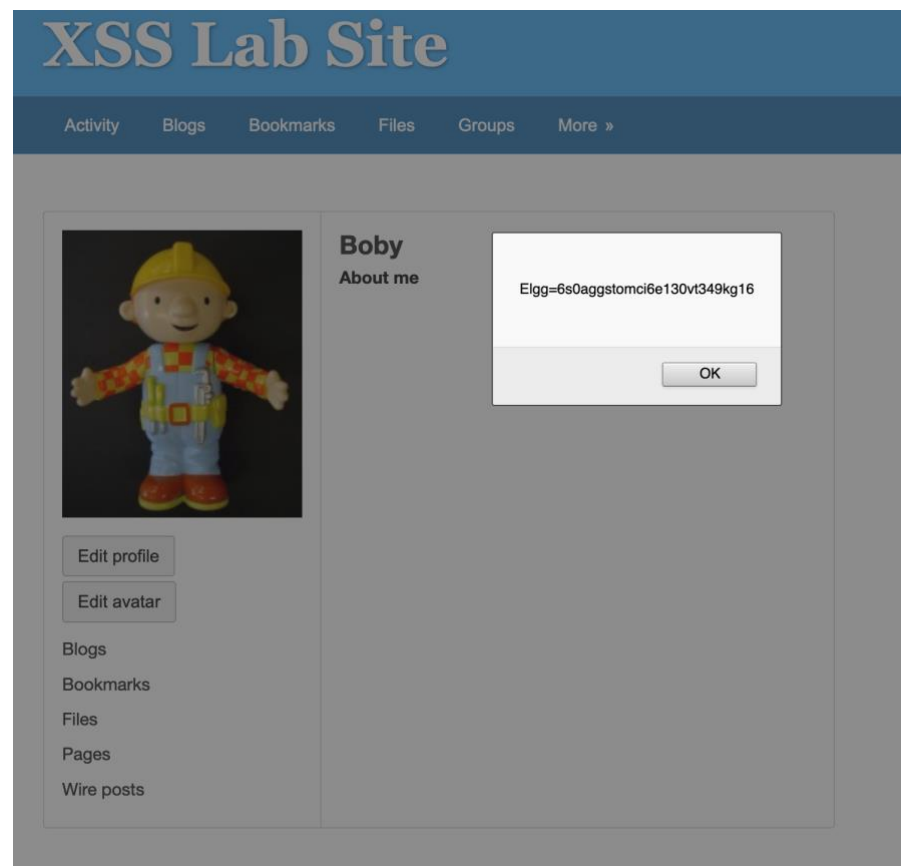 XSS Lab Site
Activity Blogs Bookmarks Files Groups More »
Boby
About me
Elgg=6s0aggstomci6e130vt349kg16
OK
Edit profile
Edit avatar
Blogs
Bookmarks
Files
Pages
Wire posts